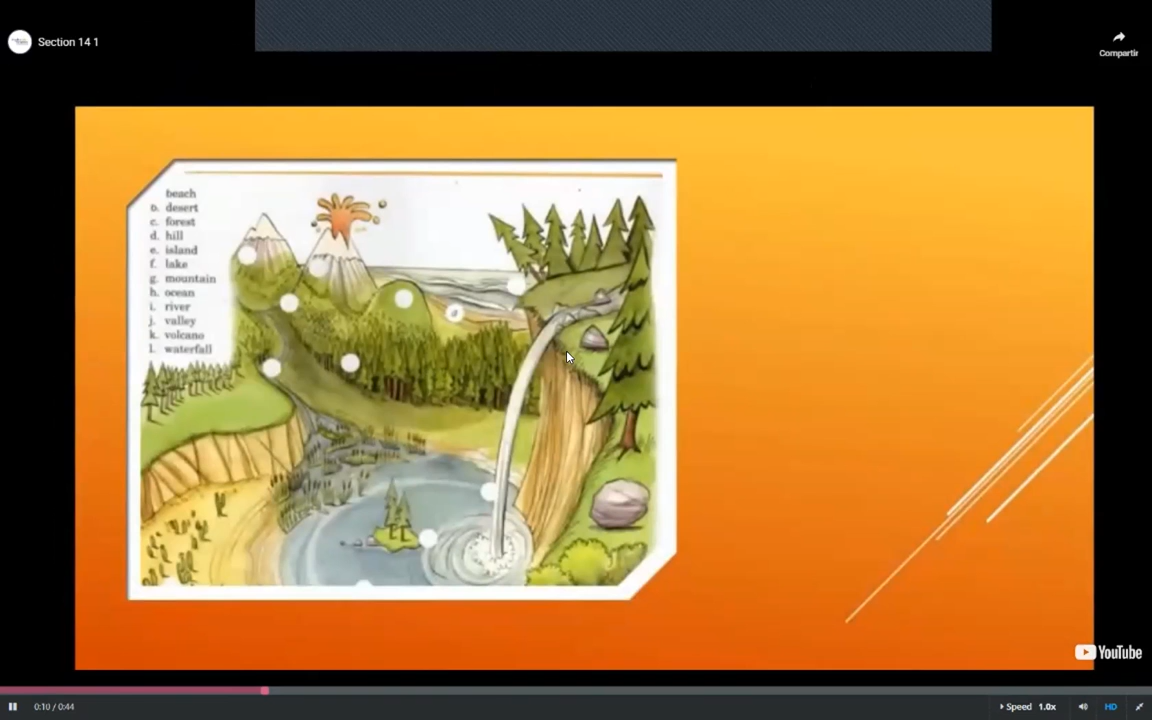 Section 14 1
Compartir
beach
b. desert
c. forest
d. hill
e. island
f. lake
g. mountain
h. ocean
i. river
j. valley
k. volcano
l. waterfall
a
YouTube
0:10 / 0:44
Speed 1.0x
HD